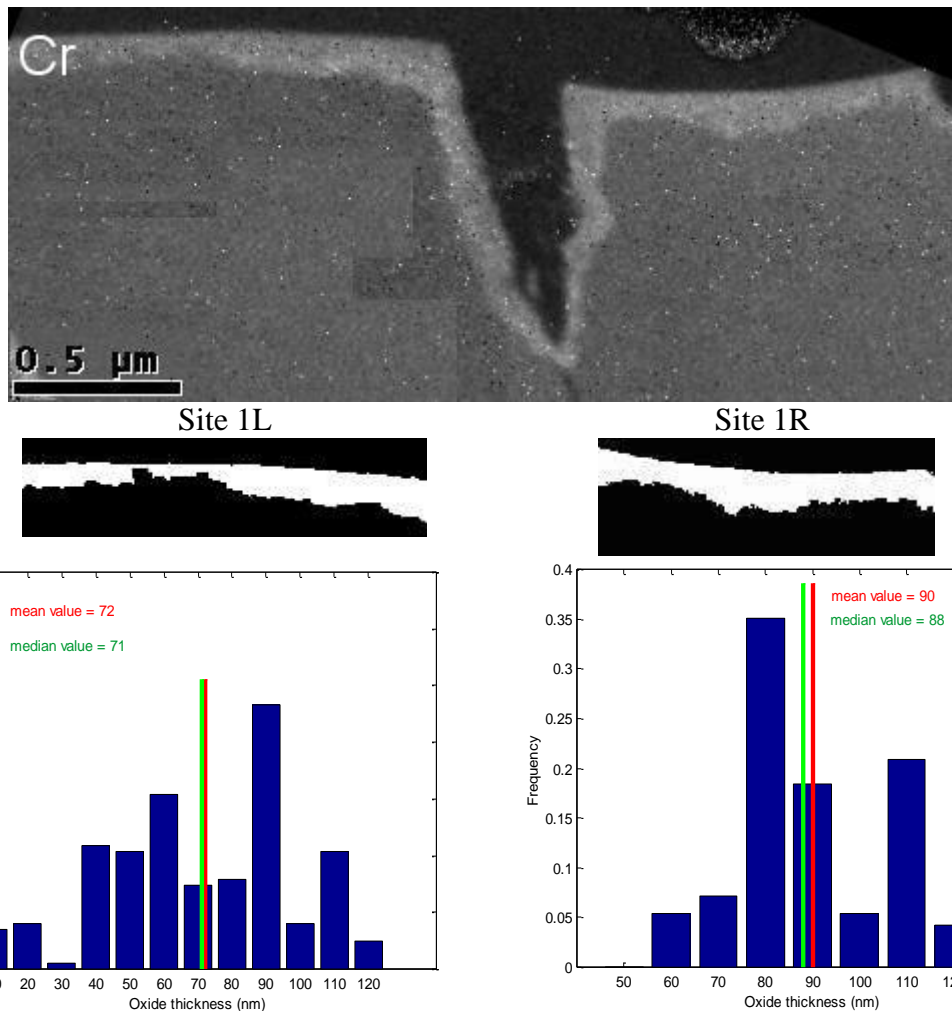 Cr
0.5 µm
Site 1L
Site 1R
mean value = 72
median value = 71
20 30 40 50 60 70 80 90 100 110 120
Oxide thickness (nm)
mean value = 90
median value = 88
0.4
0.35
0.3
0.25
0.2
0.15
0.1
0.05
0
Frequency
50 60 70 80 90 100 110
Oxide thickness (nm)